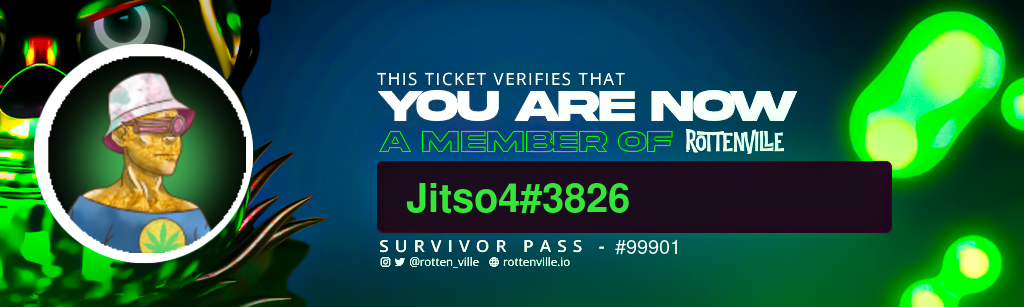 THIS TICKET VERIFIES THAT
YOU ARE NOW
A MEMBER OF ROTTENVILLE
Jitso4#3826
SURVIVOR PASS - #99901
@rotten_ville rottenville.io